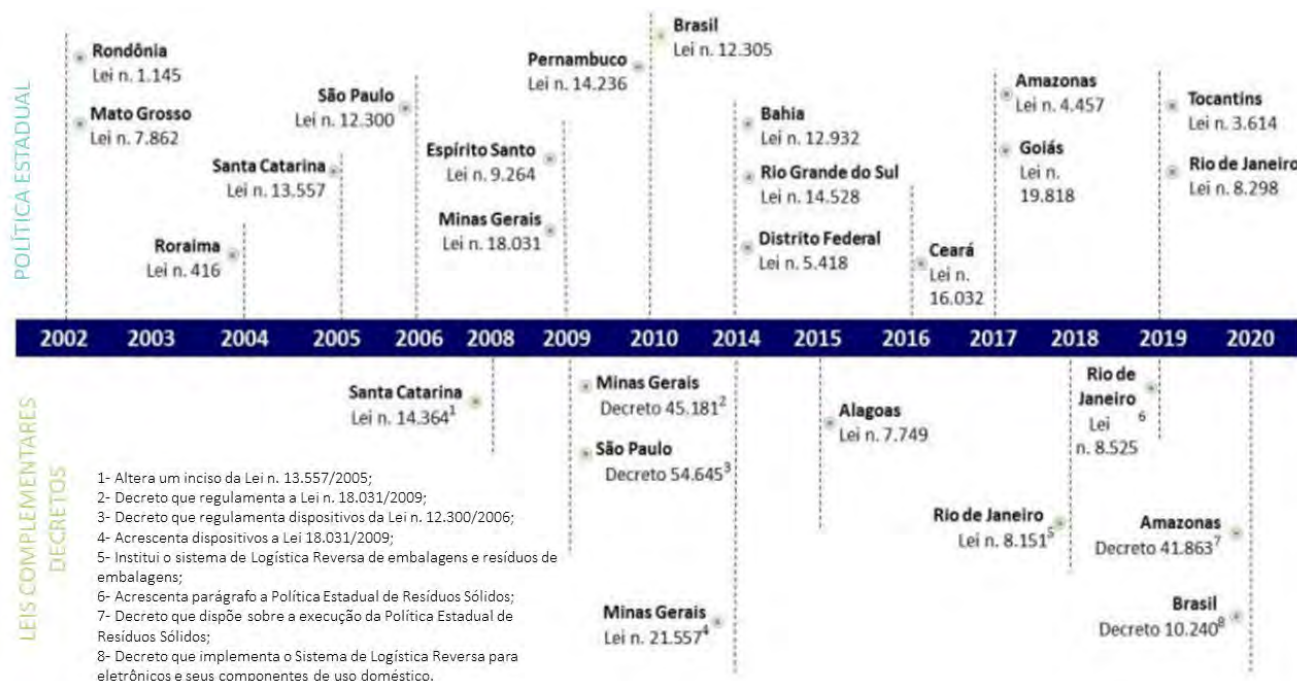 POLÍTICA ESTADUAL
Rondônia
Lei n. 1.145
Mato Grosso
Lei n. 7.862
Roraima
Lei n. 416
Santa Catarina
Lei n. 13.557
São Paulo
Lei n. 12.300
Espírito Santo
Lei n. 9.264
Minas Gerais
Lei n. 18.031
Pernambuco
Lei n. 14.236
Brasil
Lei n. 12.305
Bahia
Lei n. 12.932
Rio Grande do Sul
Lei n. 14.528
Distrito Federal
Lei n. 5.418
Ceará
Lei n.
16.032
Amazonas
Lei n. 4.457
Goiás
Lei n.
19.818
Tocantins
Lei n. 3.614
Rio de Janeiro
Lei n. 8.298
2002 2003 2004 2005 2006 2008 2009 2010 2014 2015 2016 2017 2018 2019 2020
LEIS COMPLEMENTARES
DECRETOS
Santa Catarina
Lei n. 14.364¹
Minas Gerais
Decreto 45.181²
São Paulo
Decreto 54.645³
Minas Gerais
Lei n. 21.557⁴
Alagoas
Lei n. 7.749
Rio de Janeiro
Lei n. 8.151⁵
Rio de
Janeiro
Lei ⁶
n. 8.525
Amazonas
Decreto 41.863⁷
Brasil
Decreto 10.240⁸
1- Altera um inciso da Lei n. 13.557/2005;
2- Decreto que regulamenta a Lei n. 18.031/2009;
3- Decreto que regulamenta dispositivos da Lei n. 12.300/2006;
4- Acrescenta dispositivos a Lei 18.031/2009;
5- Institui o sistema de Logística Reversa de embalagens e resíduos de
embalagens;
6- Acrescenta parágrafo a Política Estadual de Resíduos Sólidos;
7- Decreto que dispõe sobre a execução da Política Estadual de
Resíduos Sólidos;
8- Decreto que implementa o Sistema de Logística Reversa para
eletrônicos e seus componentes de uso doméstico.